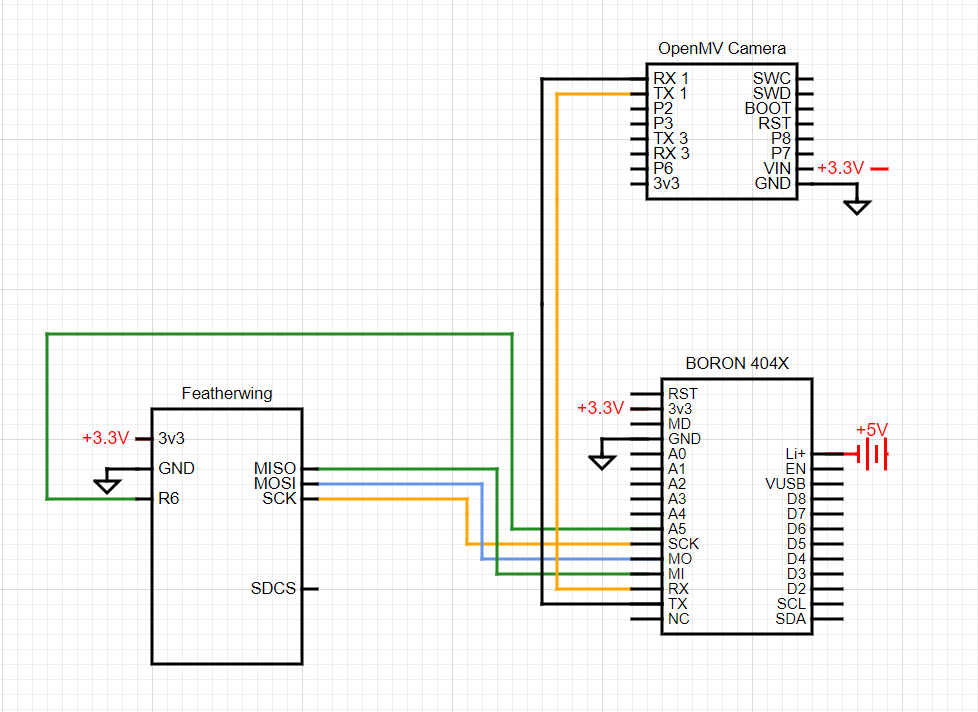 OpenMV Camera
RX 1 SWC
TX 1 SWD
P2 BOOT
P3 RST
TX 3 P8
RX 3 P7
P6 VIN +3.3V
3v3 GND
BORON 404X
RST
+3.3V 3v3
MD
GND
A0 Li+ +5V
A1 EN
A2 VUSB
A3 D8
A4 D7
A5 D6
SCK D5
MO D4
MI D3
RX D2
TX SCL
NC SDA
Featherwing
+3.3V 3v3
GND MISO
MOSI
R6 SCK
SDCS